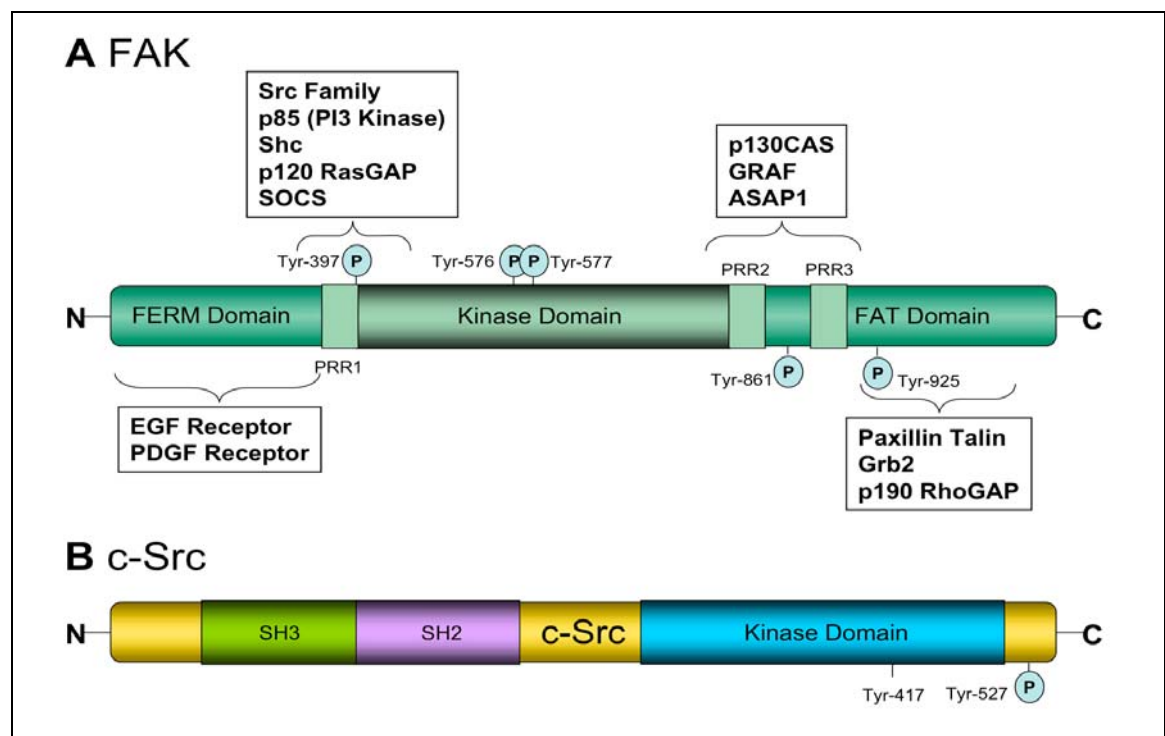 A FAK
Src Family
p85 (PI3 Kinase)
Shc
p120 RasGAP
SOCS
p130CAS
GRAF
ASAP1
Tyr-397 P
Tyr-576 P P Tyr-577
PRR2
PRR3
N
FERM Domain
Kinase Domain
FAT Domain
C
PRR1
Tyr-861 P
P Tyr-925
EGF Receptor
PDGF Receptor
Paxillin Talin
Grb2
p190 RhoGAP
B c-Src
N
SH3
SH2
c-Src
Kinase Domain
C
Tyr-417
Tyr-527 P